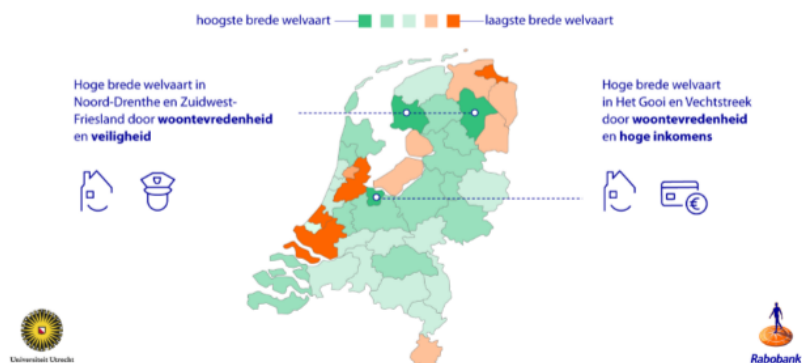 hoogste brede welvaart
laagste brede welvaart
Hoge brede welvaart in
Noord-Drenthe en Zuidwest-
Friesland door woontevredenheid
en veiligheid
Hoge brede welvaart
in Het Gooi en Vechtstreek
door woontevredenheid
en hoge inkomens
€
Universiteit Utrecht
Rabobank